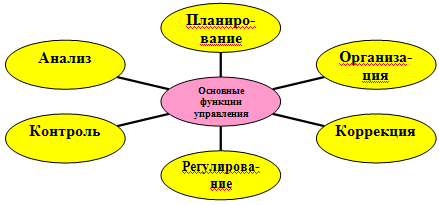 Планиро-
вание
Анализ
Организа-
ция
Основные
функции
управления
Контроль
Коррекция
Регулирова-
ние